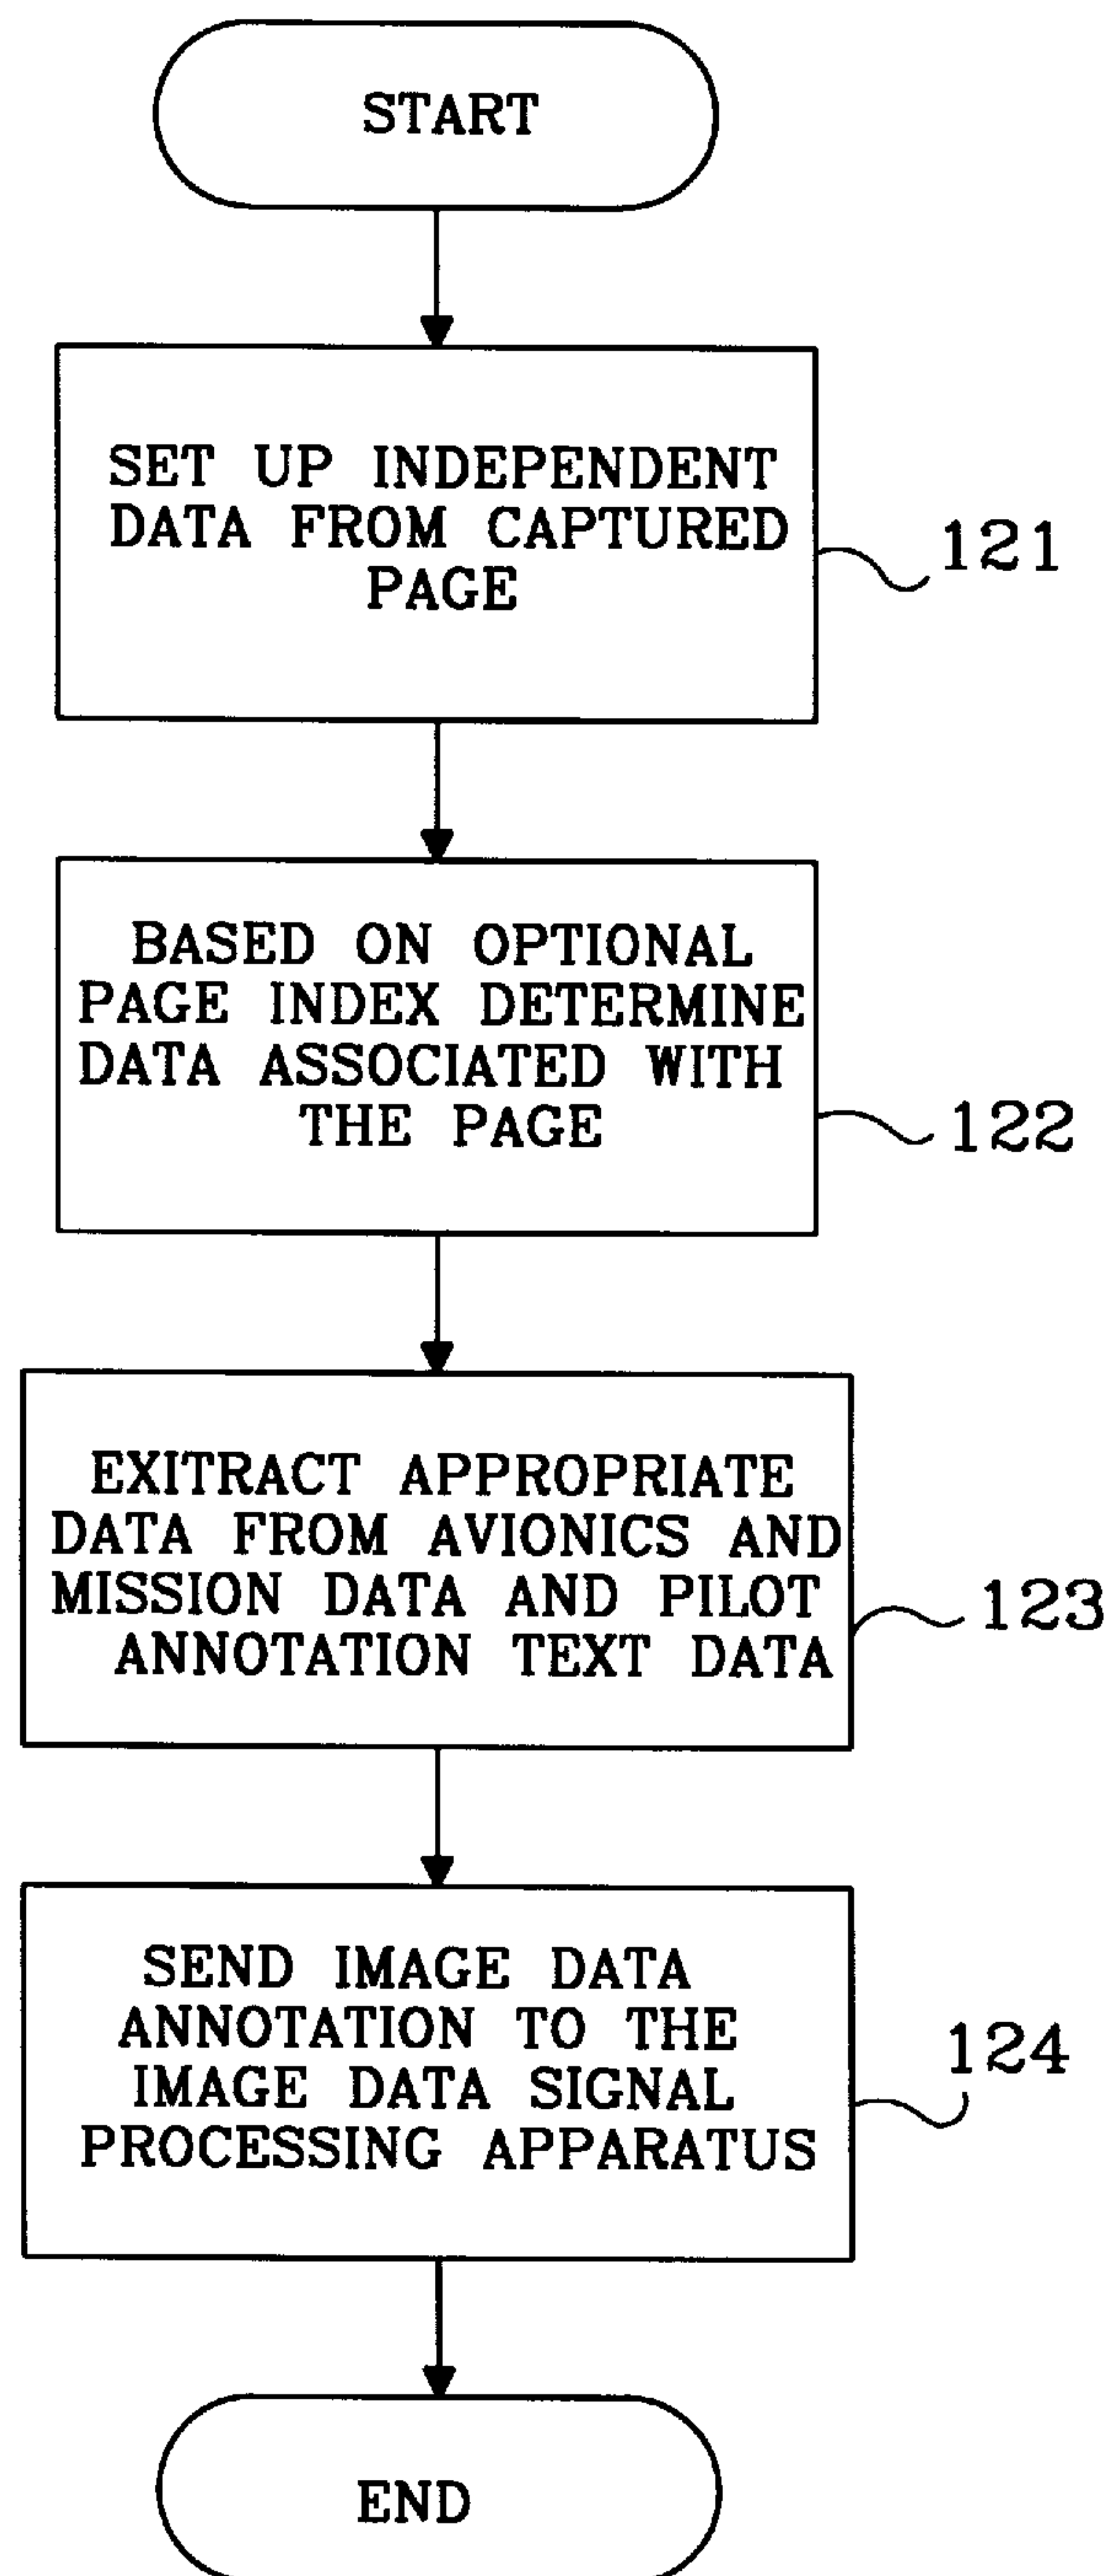 START
SET UP INDEPENDENT
DATA FROM CAPTURED
PAGE
121
BASED ON OPTIONAL
PAGE INDEX DETERMINE
DATA ASSOCIATED WITH
THE PAGE
122
EXITRACT APPROPRIATE
DATA FROM AVIONICS AND
MISSION DATA AND PILOT
ANNOTATION TEXT DATA
123
SEND IMAGE DATA
ANNOTATION TO THE
IMAGE DATA SIGNAL
PROCESSING APPARATUS
124
END